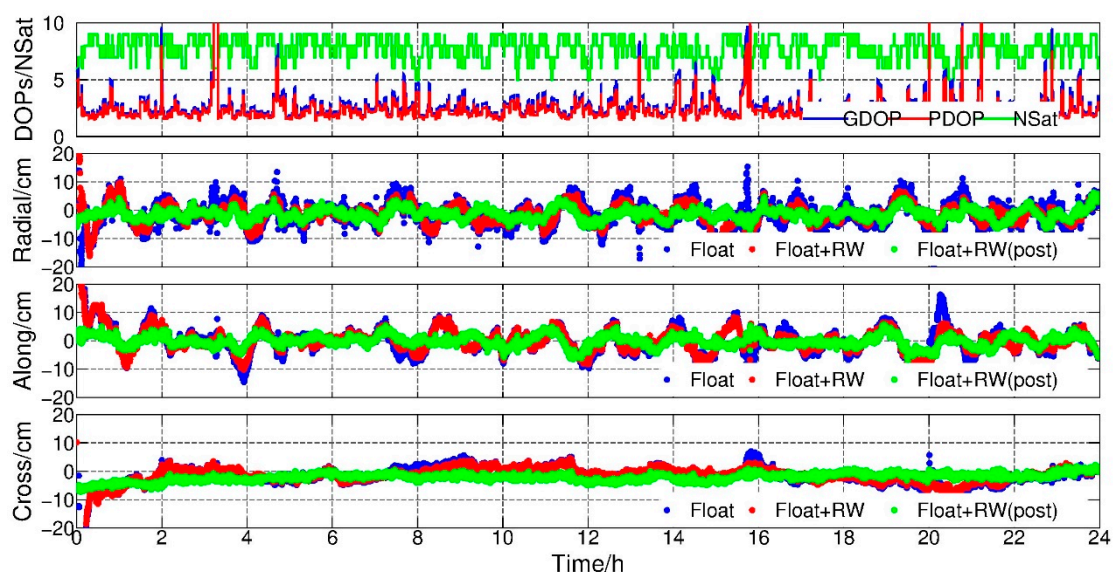 DOPs/NSat
10
5
0
GDOP PDOP NSat
Radial/cm
20
10
0
−10
−20
Float Float+RW Float+RW(post)
Along/cm
20
10
0
−10
−20
Float Float+RW Float+RW(post)
Cross/cm
20
10
0
−10
−20
Float Float+RW Float+RW(post)
0 2 4 6 8 10 12 14 16 18 20 22 24
Time/h